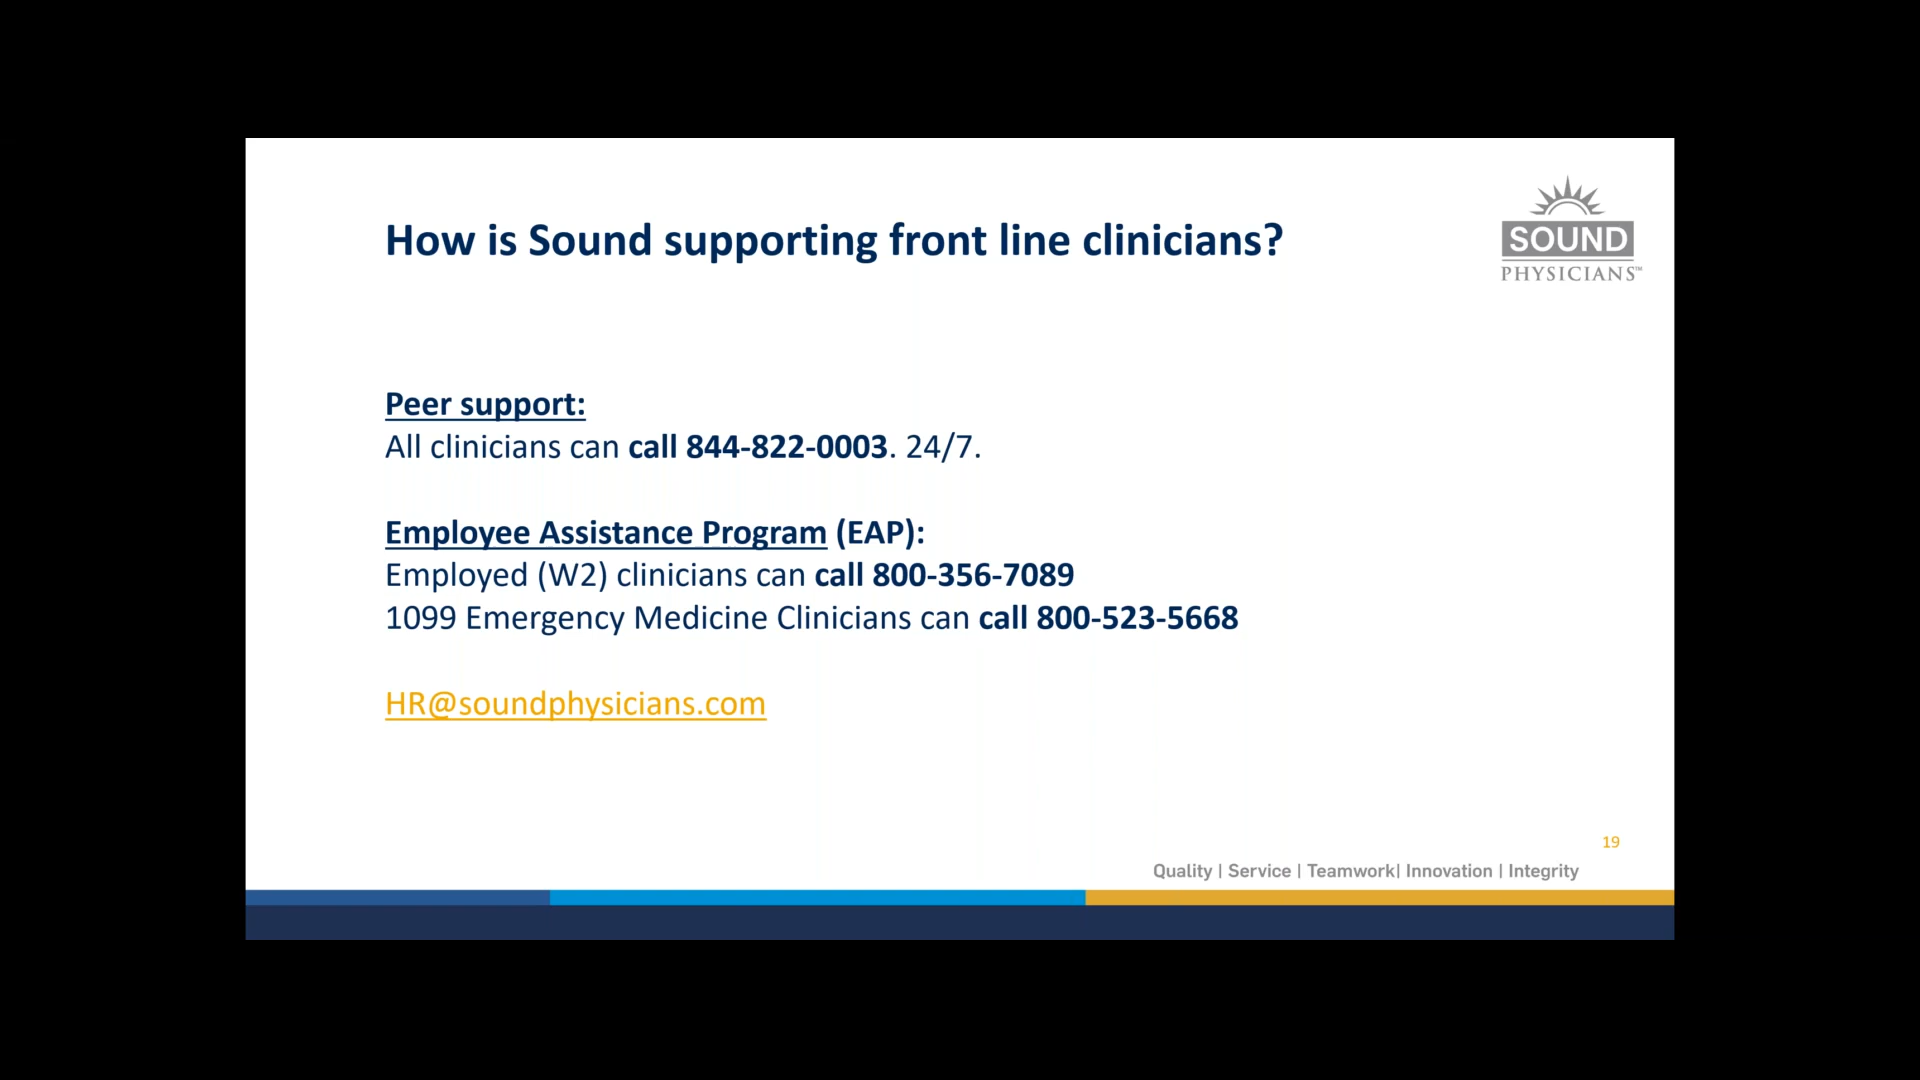 How is Sound supporting front line clinicians?
SOUND
PHYSICIANS™
Peer support:
All clinicians can call 844-822-0003. 24/7.
Employee Assistance Program (EAP):
Employed (W2) clinicians can call 800-356-7089
1099 Emergency Medicine Clinicians can call 800-523-5668
HR@soundphysicians.com
19
Quality | Service | Teamwork| Innovation | Integrity